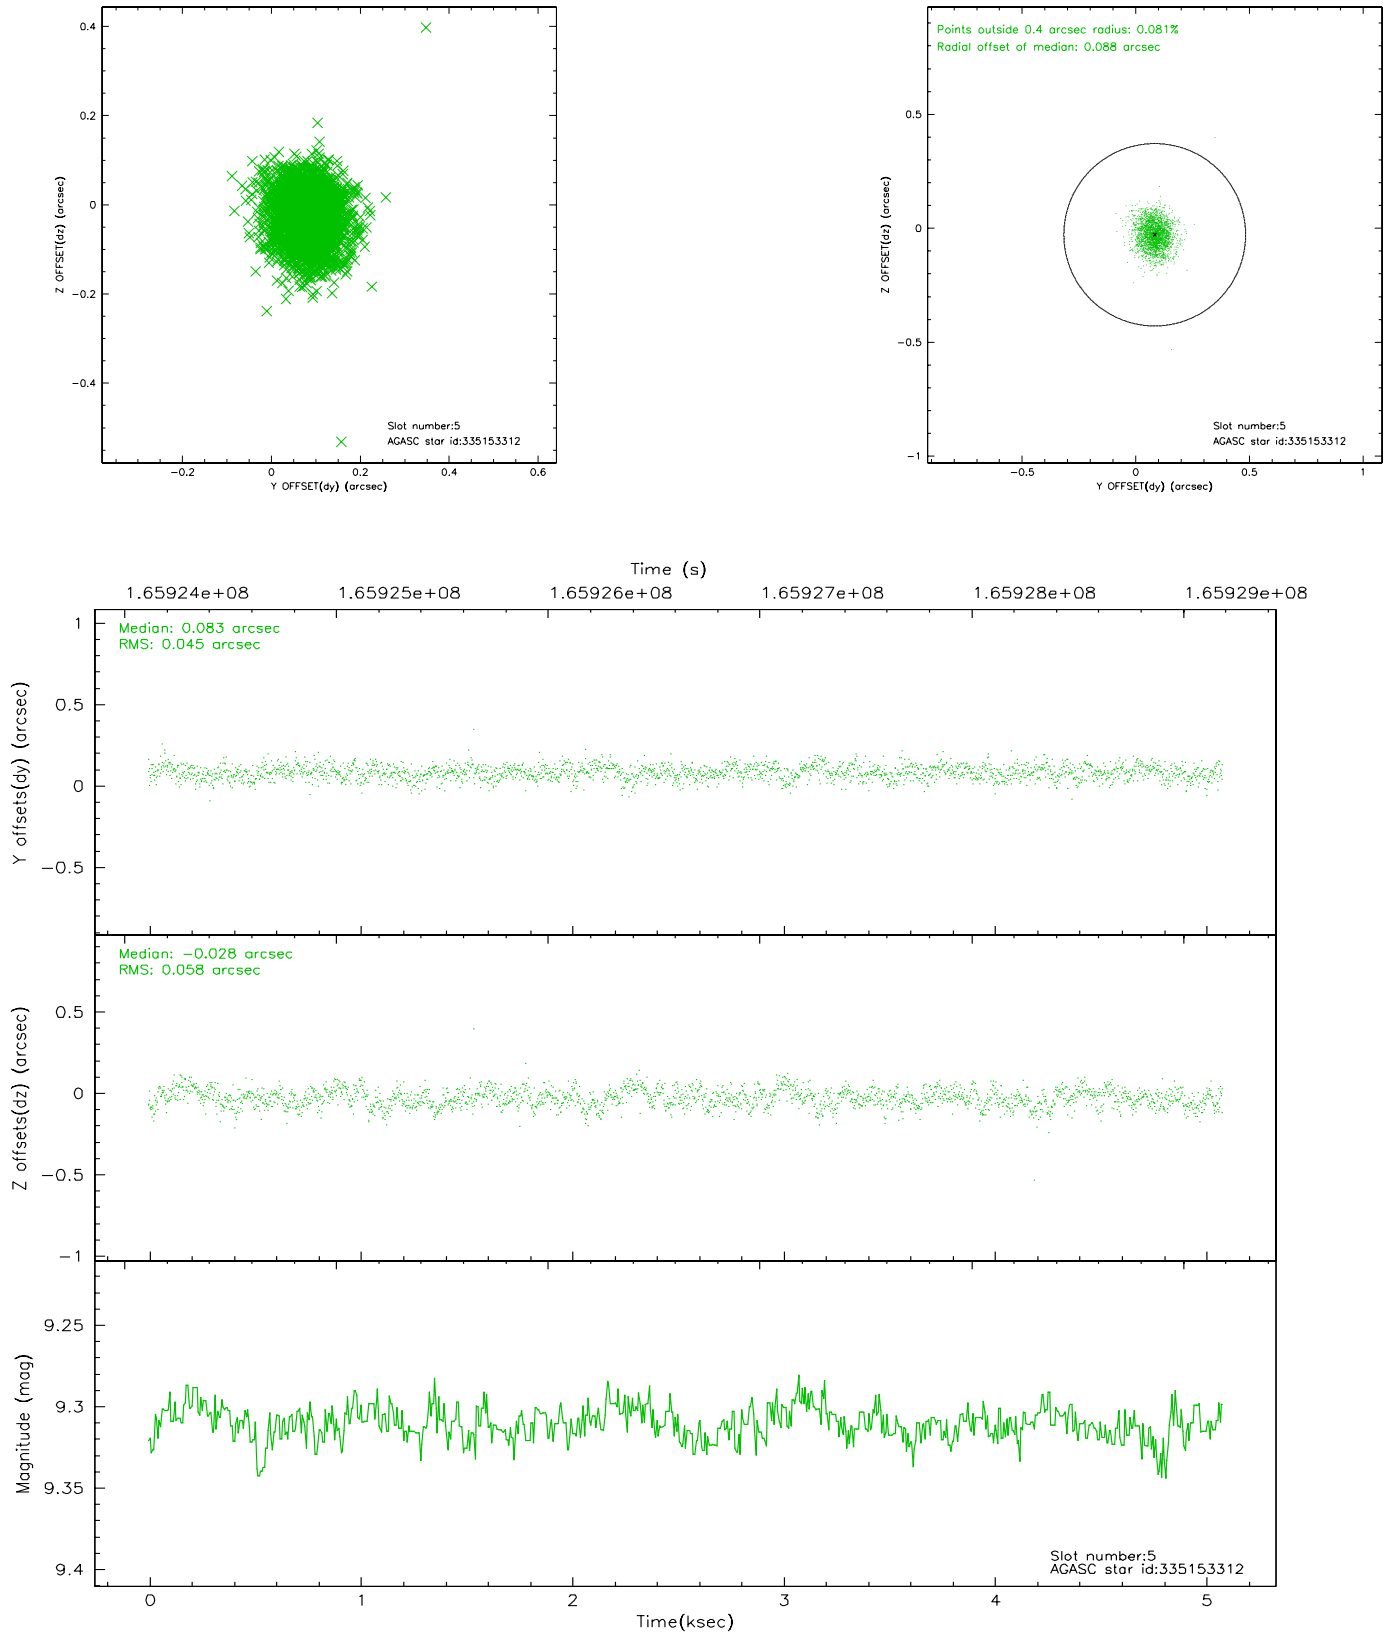 0.4
0.2
0
−0.2
−0.4
Z OFFSET(dz) (arcsec)
Slot number:5
AGASC star id:335153312
−0.2 0 0.2 0.4 0.6
Y OFFSET(dy) (arcsec)
Points outside 0.4 arcsec radius: 0.081%
Radial offset of median: 0.088 arcsec
0.5
0
−0.5
−1
Z OFFSET(dz) (arcsec)
Slot number:5
AGASC star id:335153312
−0.5 0 0.5 1
Y OFFSET(dy) (arcsec)
Time (s)
1.65924e+08 1.65925e+08 1.65926e+08 1.65927e+08 1.65928e+08 1.65929e+08
Median: 0.083 arcsec
RMS: 0.045 arcsec
1
0.5
0
−0.5
Y offsets(dy) (arcsec)
Median: −0.028 arcsec
RMS: 0.058 arcsec
0.5
0
−0.5
−1
Z offsets(dz) (arcsec)
9.25
9.3
9.35
9.4
Magnitude (mag)
Slot number:5
AGASC star id:335153312
0 1 2 3 4 5
Time(ksec)